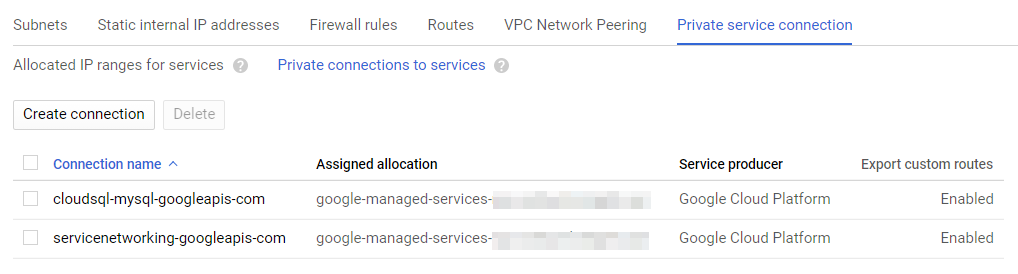 Subnets Static internal IP addresses Firewall rules Routes VPC Network Peering Private service connection
Allocated IP ranges for services ? Private connections to services ?
Create connection Delete
Connection name Assigned allocation Service producer Export custom routes
cloudsql-mysql-googleapis-com google-managed-services- Google Cloud Platform Enabled
servicenetworking-googleapis-com google-managed-services- Google Cloud Platform Enabled